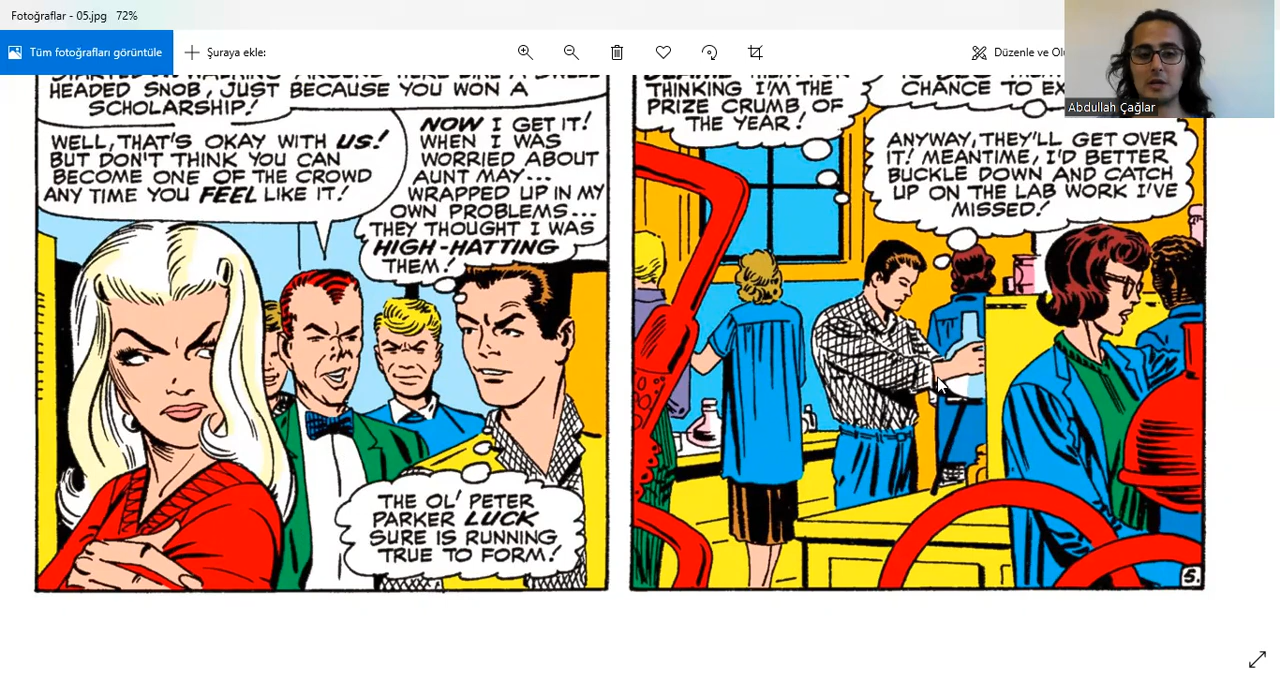 Fotoğraflar - 05.jpg 72%
Tüm fotoğrafları görüntüle
Şuraya ekle:
Düzenle ve Olu
Abdullah Çağlar
WALKING AROUND HERE LIKE A
HEADED SNOB, JUST BECAUSE YOU WON A
SCHOLARSHIP!
WELL, THAT'S OKAY WITH US!
BUT DON'T THINK YOU CAN
BECOME ONE OF THE CROWD
ANY TIME YOU FEEL LIKE IT!
NOW I GET IT!
WHEN I WAS
WORRIED ABOUT
AUNT MAY...
WRAPPED UP IN MY
OWN PROBLEMS...
THEY THOUGHT I WAS
HIGH-HATTING
THEM!
THE OL' PETER
PARKER LUCK
SURE IS RUNNING
TRUE TO FORM!
THINKING I'M THE
PRIZE CRUMB OF
THE YEAR!
CHANCE TO EX
ANYWAY, THEY'LL GET OVER
IT! MEANTIME, I'D BETTER
BUCKLE DOWN AND CATCH
UP ON THE LAB WORK I'VE
MISSED!
5.